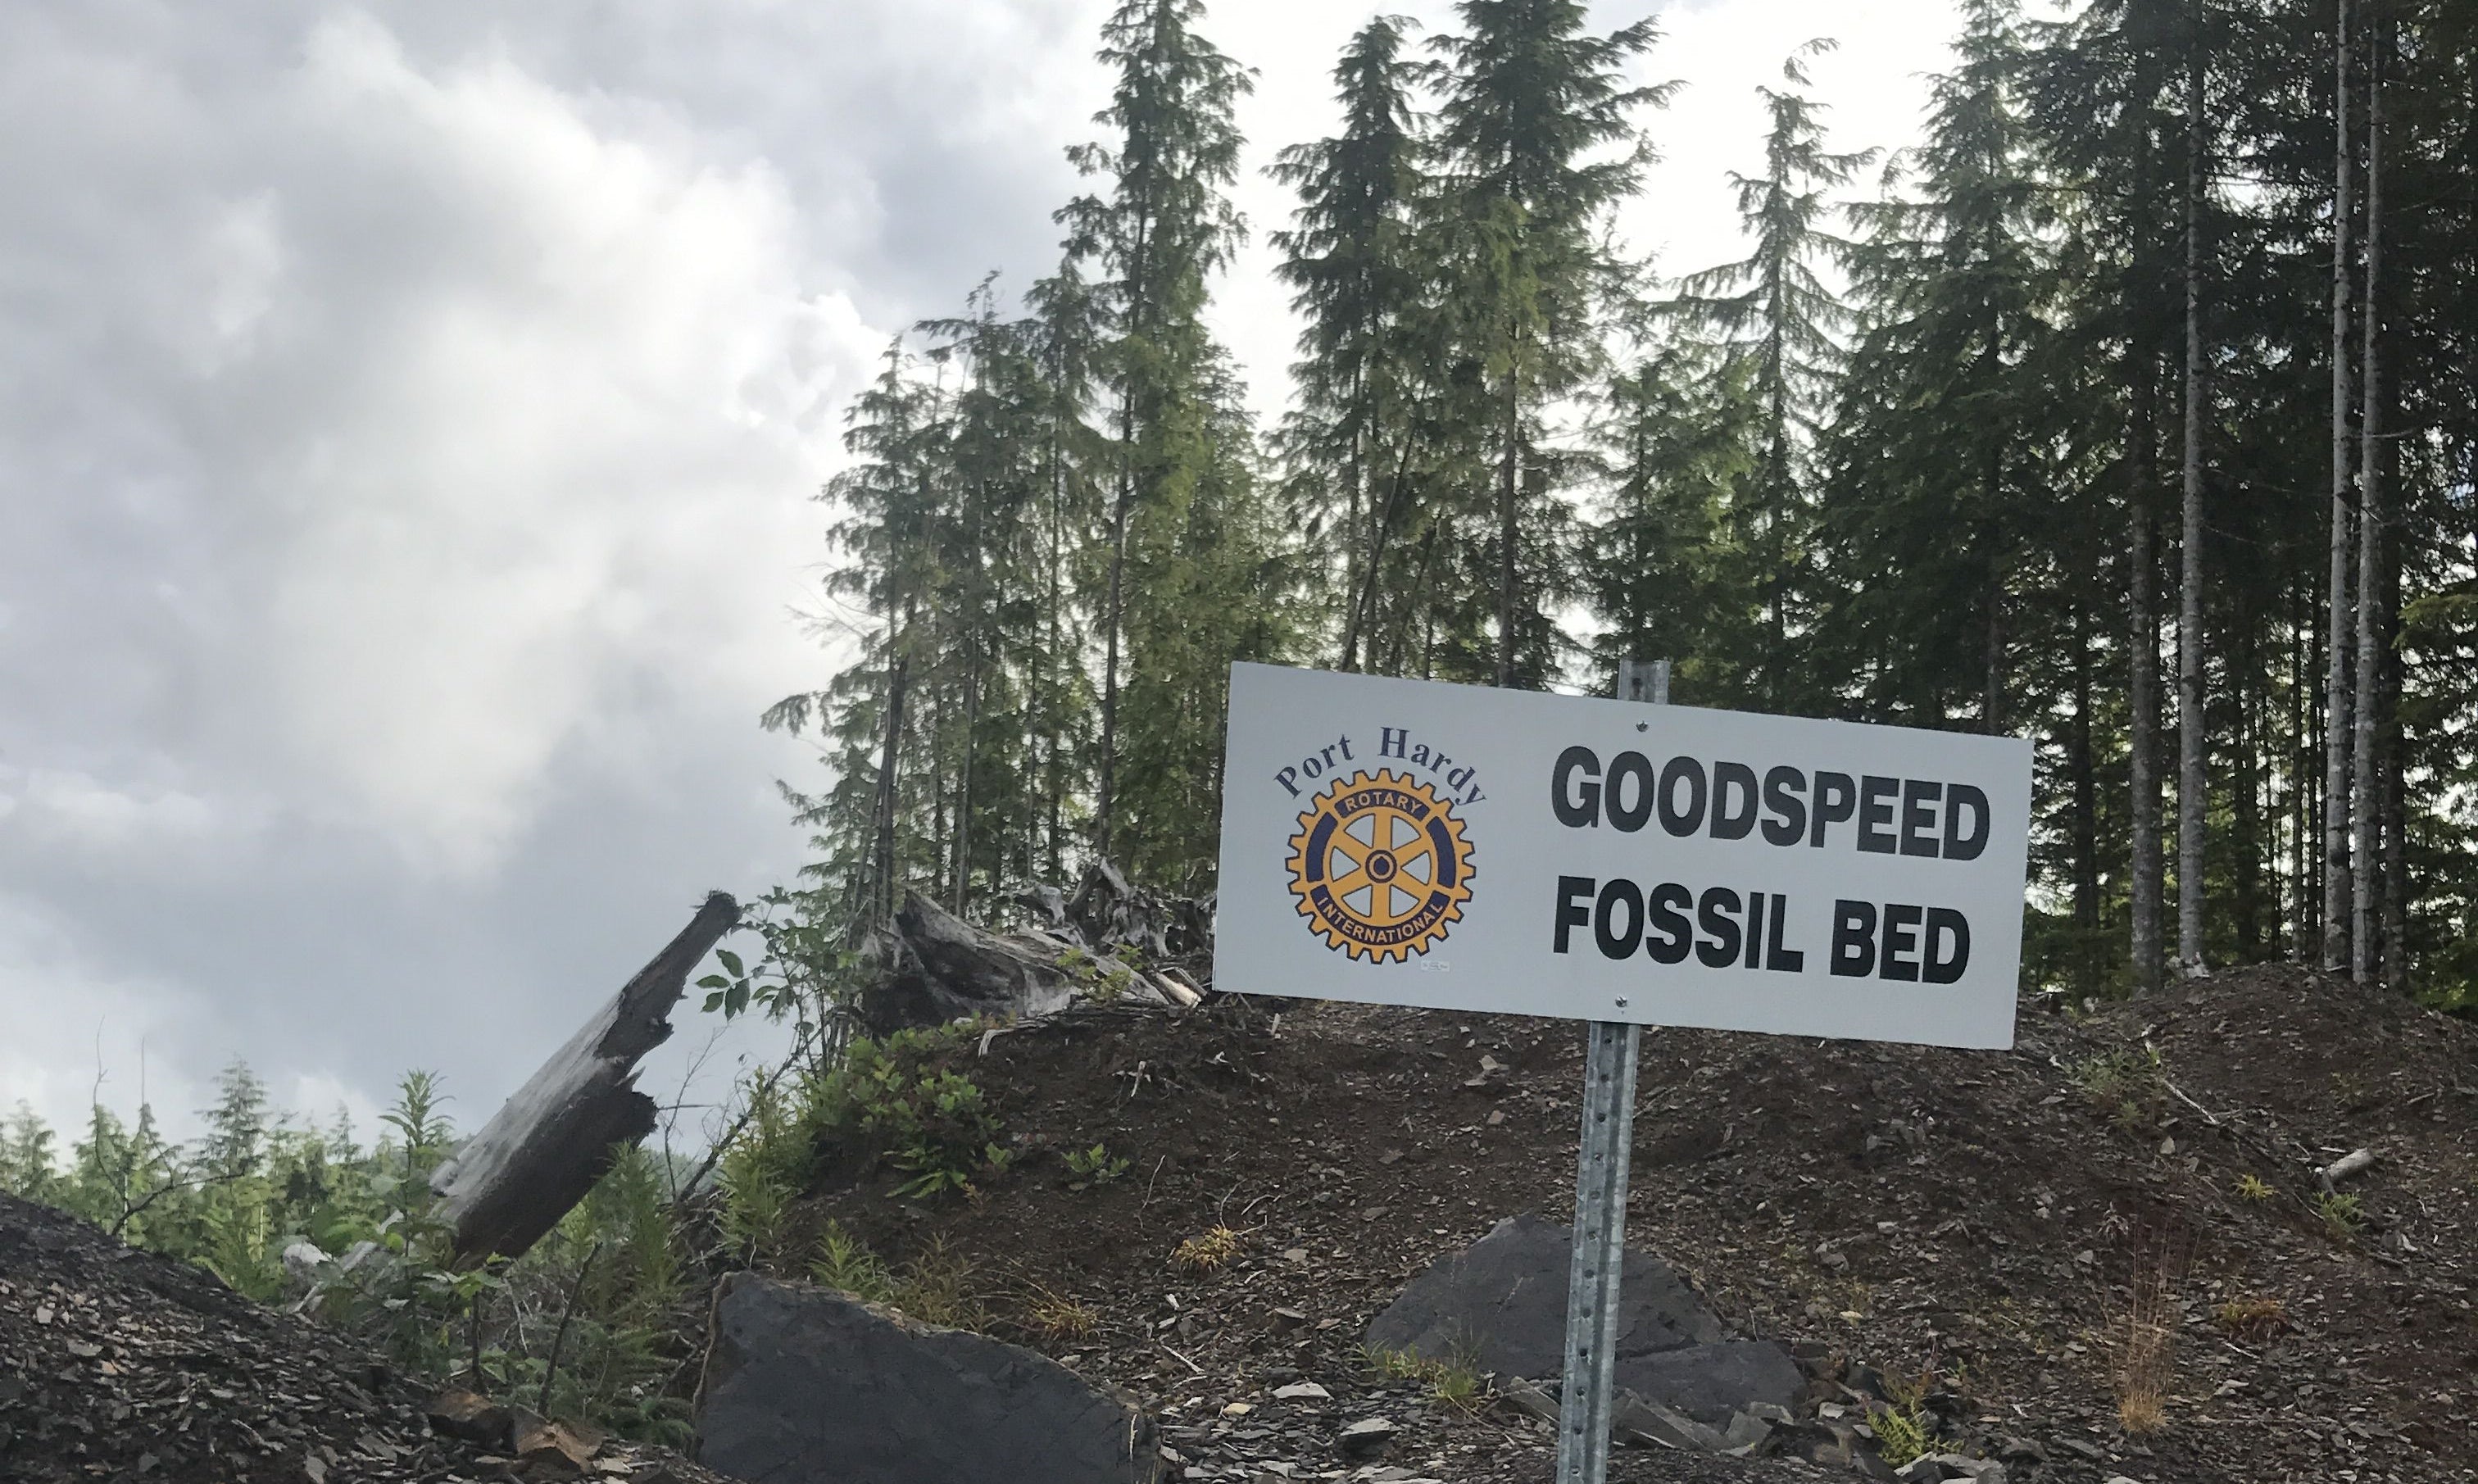 Port Hardy
ROTARY
INTERNATIONAL
GOODSPEED
FOSSIL BED